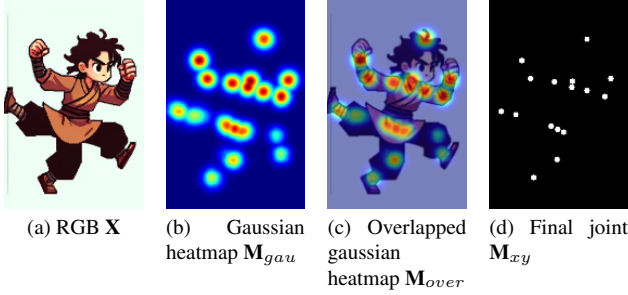 (a) RGB X
(b) Gaussian
heatmap M_gau
(c) Overlapped
gaussian
heatmap M_over
(d) Final joint
M_xy